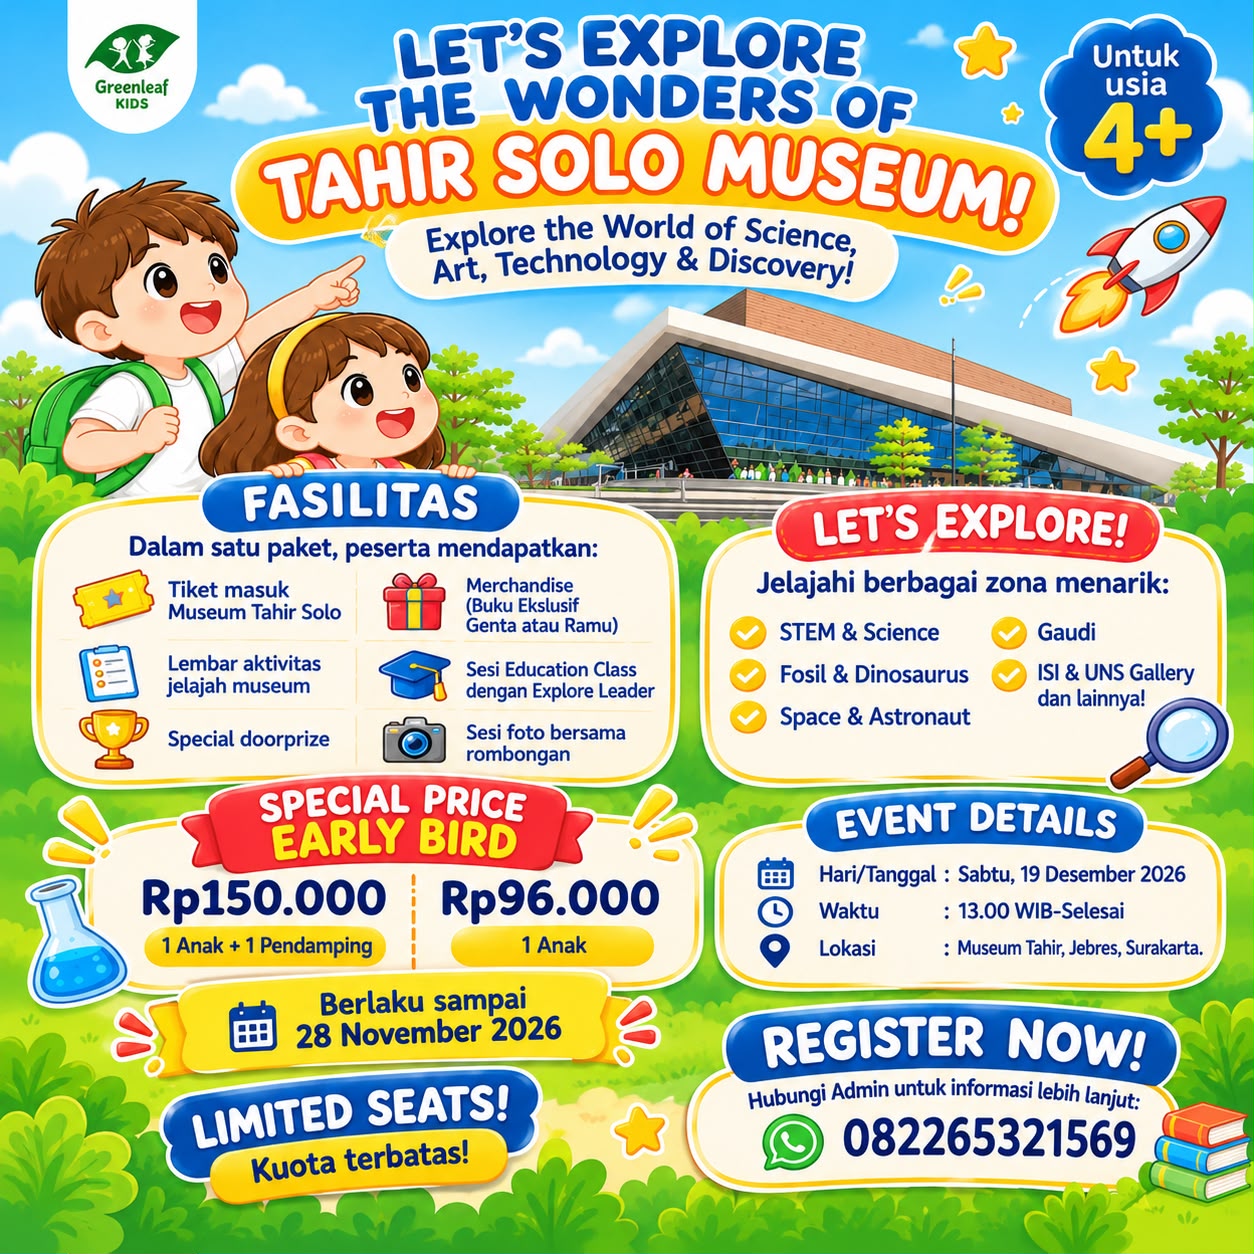 Greenleaf
KIDS
LET'S EXPLORE
THE WONDERS OF
TAHIR SOLO MUSEUM!
Explore the World of Science,
Art, Technology & Discovery!
Untuk
usia
4+
FASILITAS
Dalam satu paket, peserta mendapatkan:
Tiket masuk
Museum Tahir Solo
Lembar aktivitas
jelajah museum
Special doorprize
Merchandise
(Buku Ekslusif
Genta atau Ramu)
Sesi Education Class
dengan Explore Leader
Sesi foto bersama
rombongan
LET'S EXPLORE!
Jelajahi berbagai zona menarik:
STEM & Science
Fosil & Dinosaurus
Space & Astronaut
Gaudi
ISI & UNS Gallery
dan lainnya!
SPECIAL PRICE
EARLY BIRD
Rp150.000
1 Anak + 1 Pendamping
Rp96.000
1 Anak
Berlaku sampai
28 November 2026
LIMITED SEATS!
Kuota terbatas!
EVENT DETAILS
Hari/Tanggal : Sabtu, 19 Desember 2026
Waktu : 13.00 WIB-Selesai
Lokasi : Museum Tahir, Jebres, Surakarta.
REGISTER NOW!
Hubungi Admin untuk informasi lebih lanjut:
082265321569